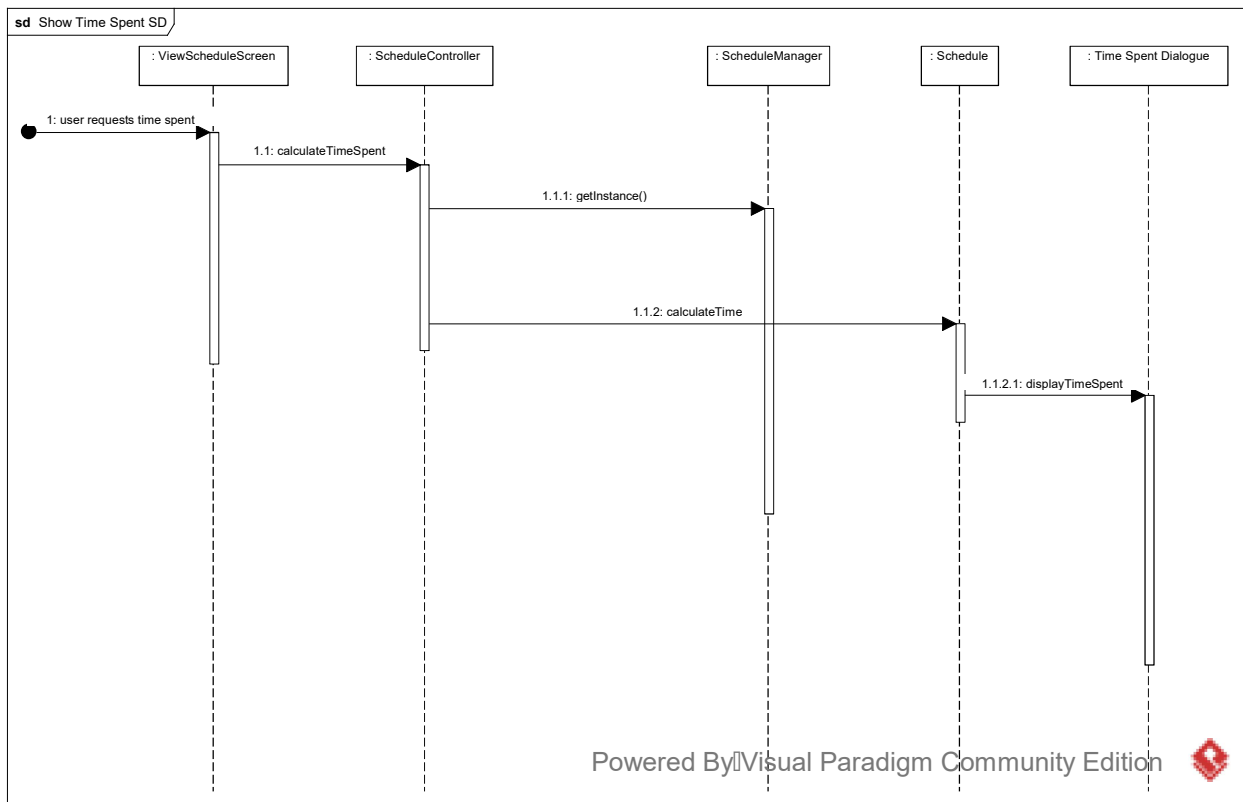 sd Show Time Spent SD
: ViewScheduleScreen
: ScheduleController
: ScheduleManager
: Schedule
: Time Spent Dialogue
1: user requests time spent
1.1: calculateTimeSpent
1.1.1: getInstance()
1.1.2: calculateTime
1.1.2.1: displayTimeSpent
Powered By Visual Paradigm Community Edition